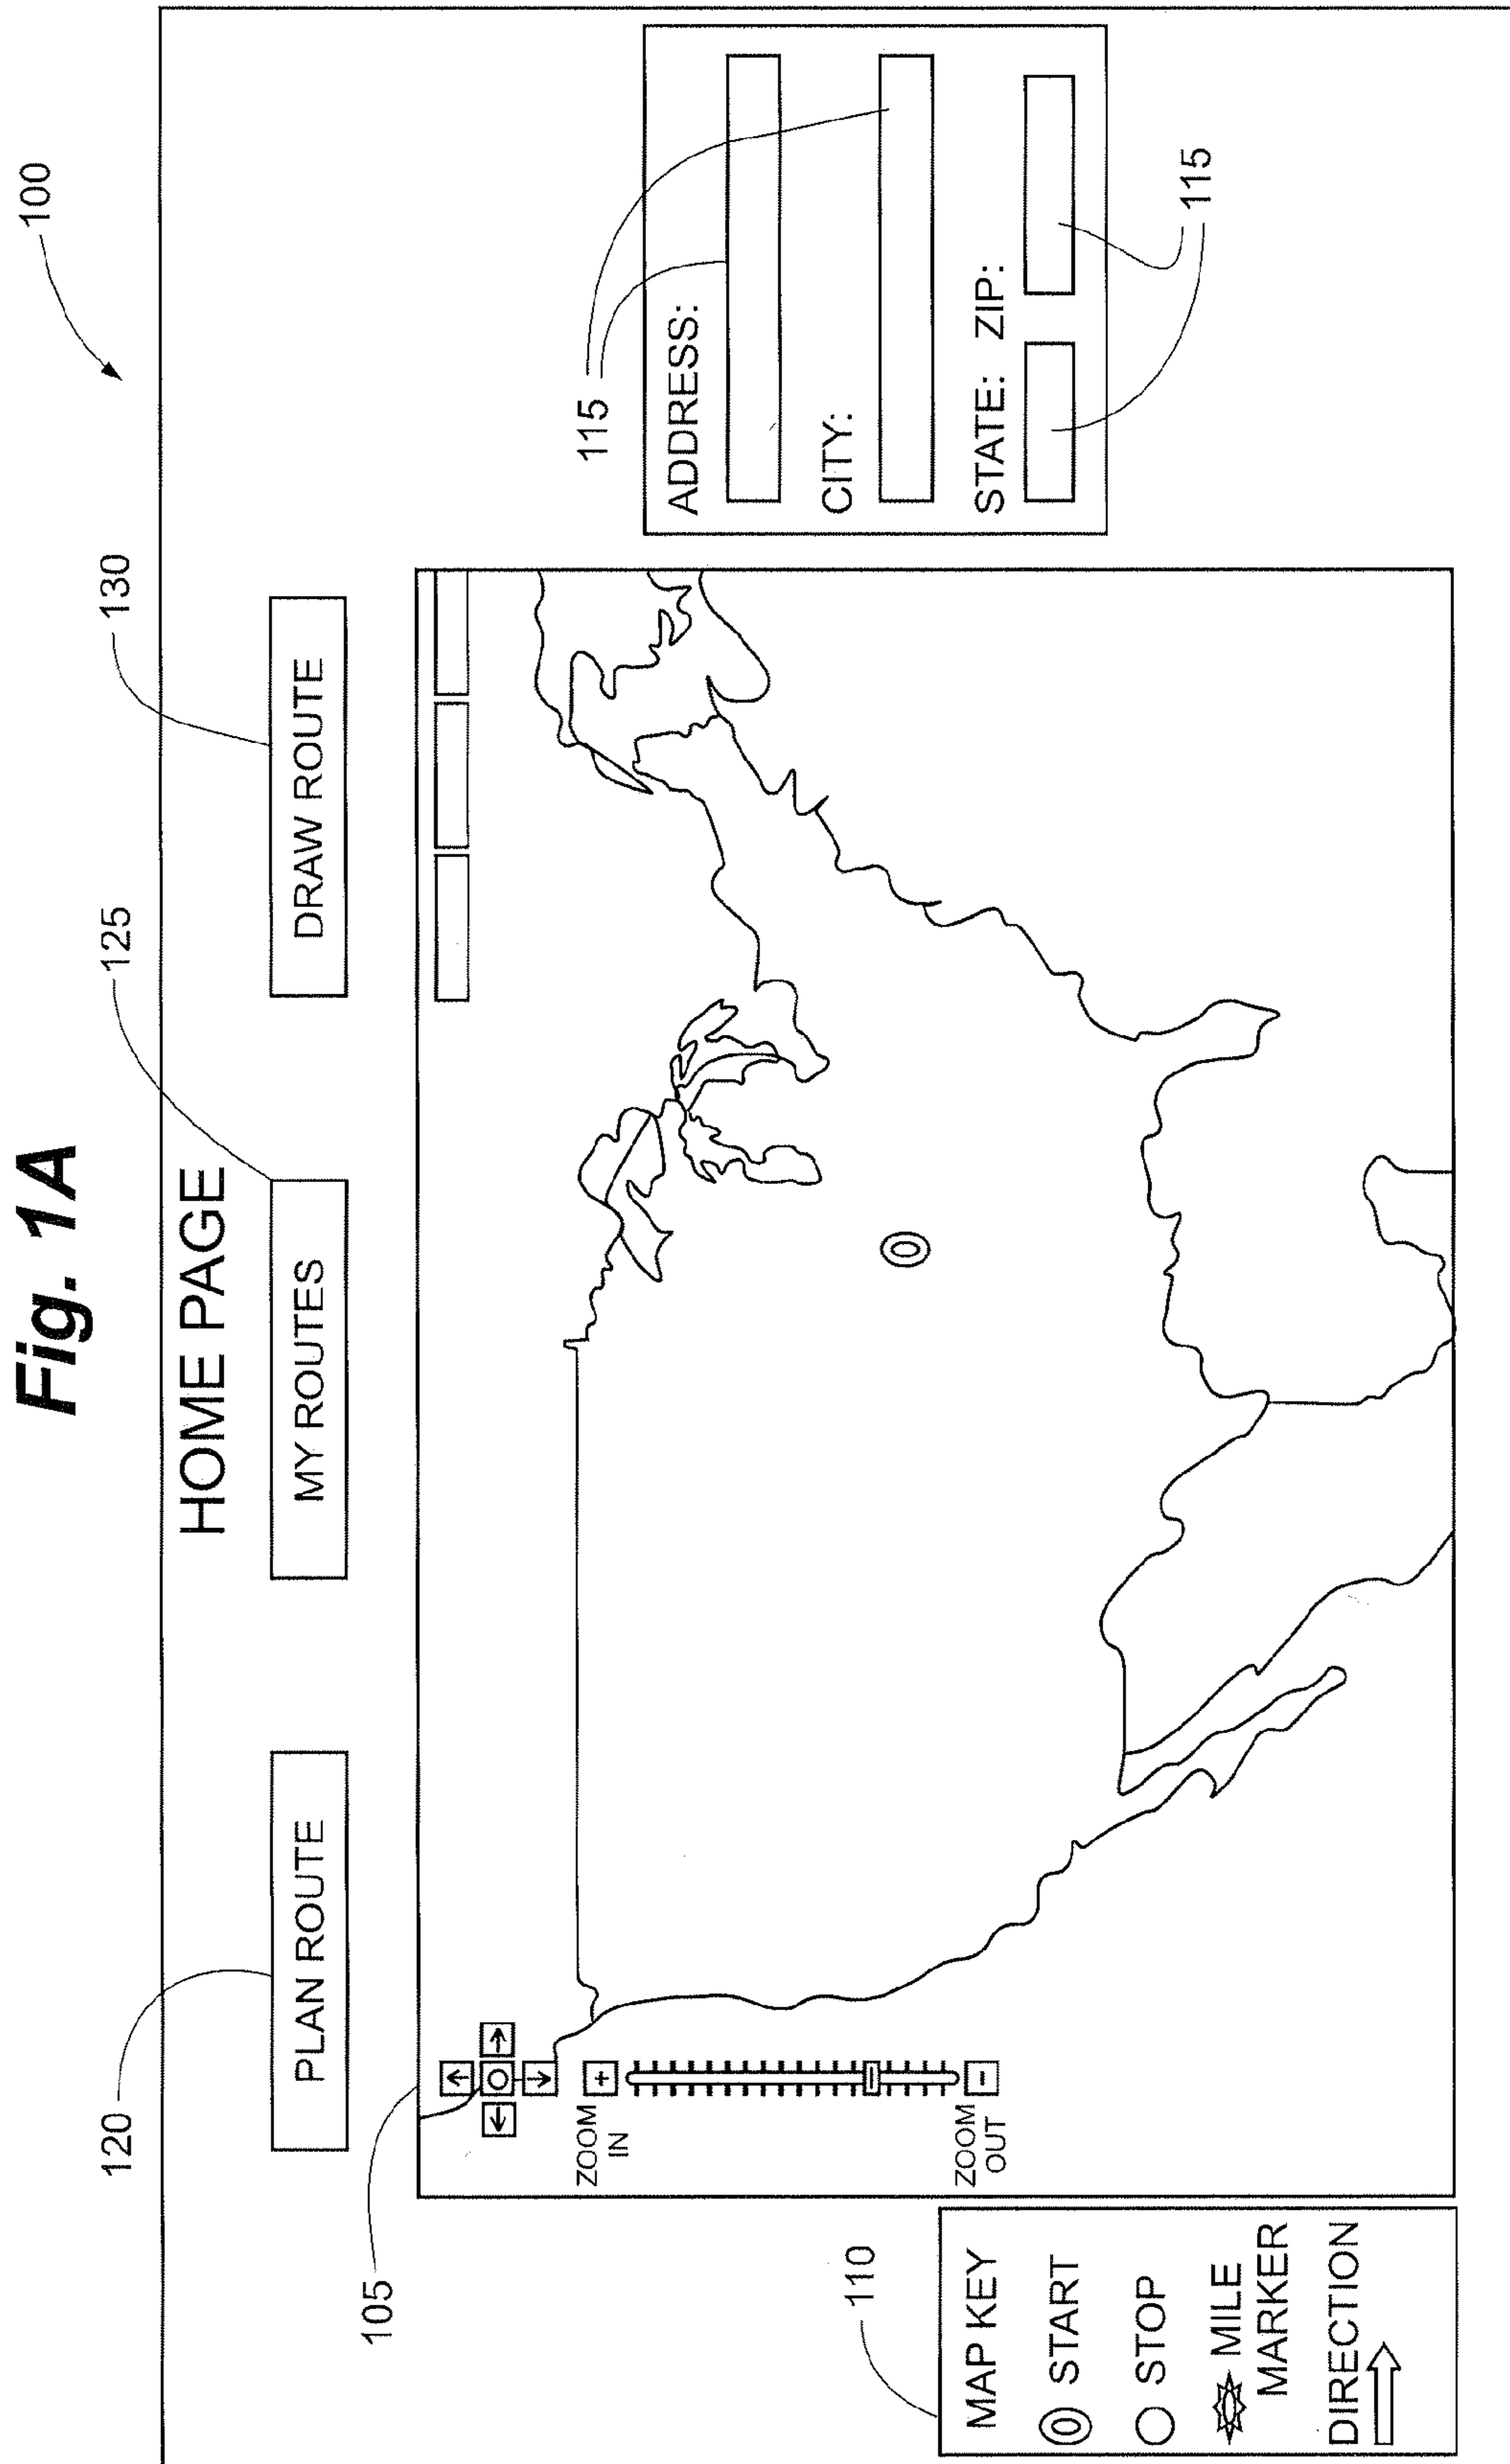 Fig. 1A
100
HOME PAGE
120
125
130
PLAN ROUTE
MY ROUTES
DRAW ROUTE
105
ZOOM
IN
+
ZOOM
OUT
-
110
MAP KEY
START
STOP
MILE
MARKER
DIRECTION
115
ADDRESS:
CITY:
STATE: ZIP:
115